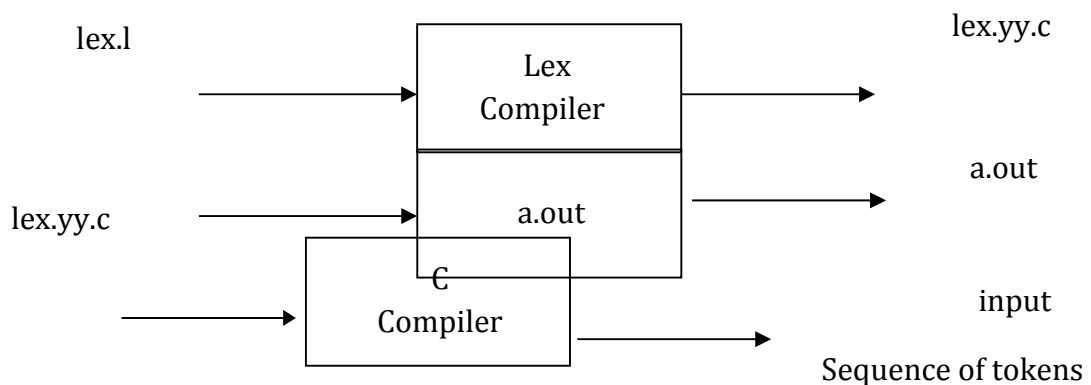 lex.l
lex.yy.c
Lex
Compiler
a.out
lex.yy.c
a.out
C
Compiler
input
Sequence of tokens